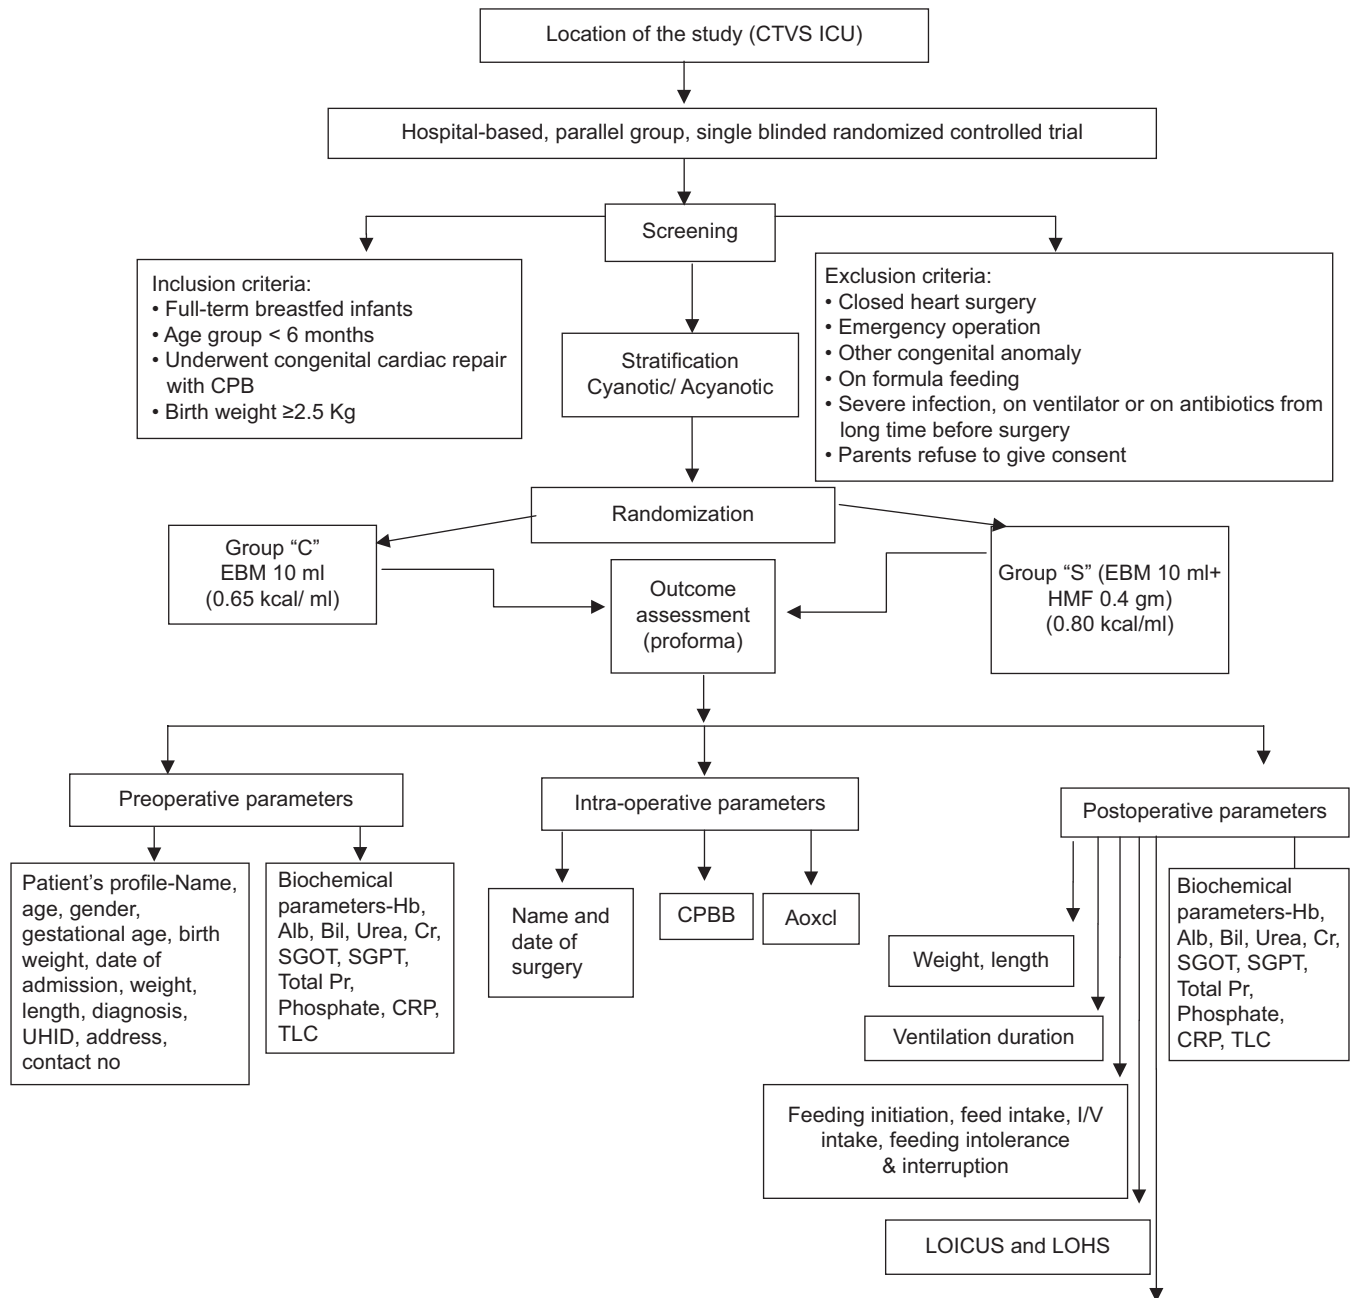 Location of the study (CTVS ICU)
Hospital-based, parallel group, single blinded randomized controlled trial
Screening
Inclusion criteria:
• Full-term breastfed infants
• Age group < 6 months
• Underwent congenital cardiac repair
with CPB
• Birth weight ≥2.5 Kg
Stratification
Cyanotic/ Acyanotic
Exclusion criteria:
• Closed heart surgery
• Emergency operation
• Other congenital anomaly
• On formula feeding
• Severe infection, on ventilator or on antibiotics from
long time before surgery
• Parents refuse to give consent
Randomization
Group “C”
EBM 10 ml
(0.65 kcal/ ml)
Outcome
assessment
(proforma)
Group “S” (EBM 10 ml+
HMF 0.4 gm)
(0.80 kcal/ml)
Preoperative parameters
Intra-operative parameters
Postoperative parameters
Patient’s profile-Name,
age, gender,
gestational age, birth
weight, date of
admission, weight,
length, diagnosis,
UHID, address,
contact no
Biochemical
parameters-Hb,
Alb, Bil, Urea, Cr,
SGOT, SGPT,
Total Pr,
Phosphate, CRP,
TLC
Name and
date of
surgery
CPBB
Aoxcl
Weight, length
Ventilation duration
Feeding initiation, feed intake, I/V
intake, feeding intolerance
& interruption
LOICUS and LOHS
Biochemical
parameters-Hb,
Alb, Bil, Urea, Cr,
SGOT, SGPT,
Total Pr,
Phosphate,
CRP, TLC